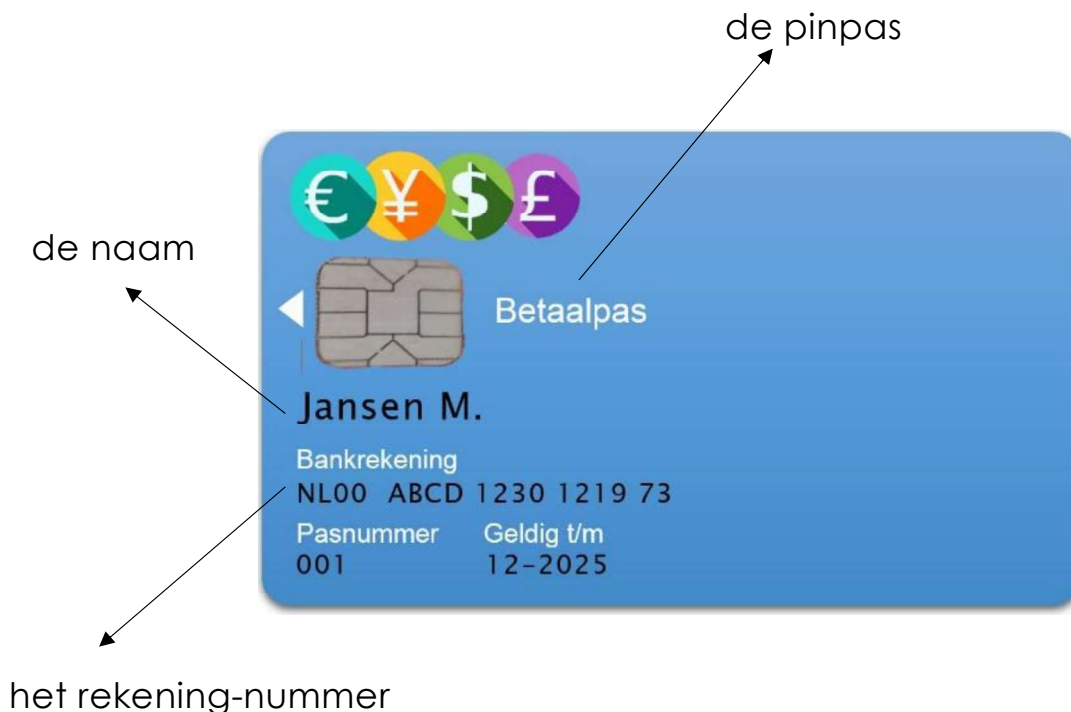 de pinpas
€ ¥ $ £
de naam
Betaalpas
Jansen M.
Bankrekening
NL00 ABCD 1230 1219 73
Pasnummer Geldig t/m
001 12-2025
het rekening-nummer